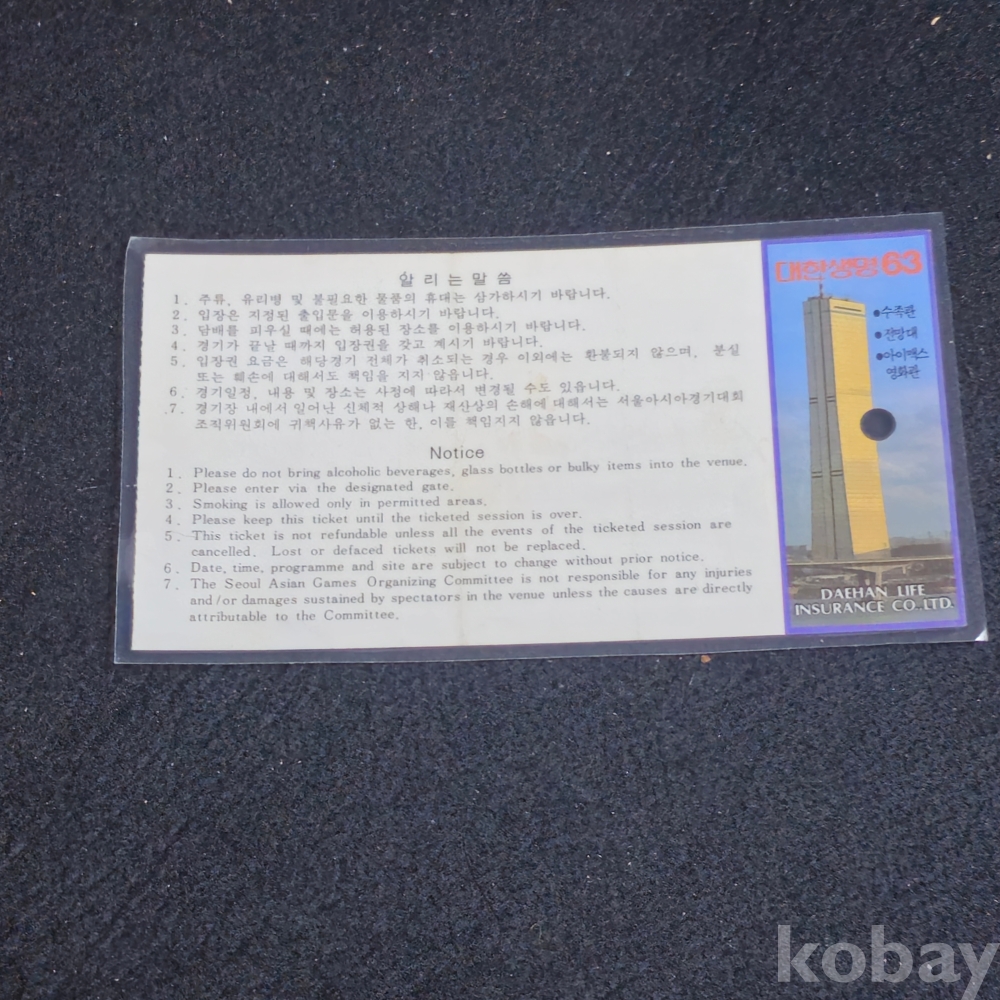 알리는말씀
1. 주류, 유리병 및 불필요한 물품의 휴대는 삼가하시기 바랍니다.
2. 입장은 지정된 출입문을 이용하시기 바랍니다.
3. 담배를 피우실 때에는 허용된 장소를 이용하시기 바랍니다.
4. 경기가 끝날 때까지 입장권을 갖고 계시기 바랍니다.
5. 입장권 요금은 해당경기 전체가 취소되는 경우 이외에는 환불되지 않으며, 분실
또는 훼손에 대해서도 책임을 지지 않읍니다.
6. 경기일정, 내용 및 장소는 사정에 따라서 변경될 수도 있읍니다.
7. 경기장 내에서 일어난 신체적 상해나 재산상의 손해에 대해서는 서울아시아경기대회
조직위원회에 귀책사유가 없는 한, 이를 책임지지 않읍니다.
Notice
1. Please do not bring alcoholic beverages, glass bottles or bulky items into the venue.
2. Please enter via the designated gate.
3. Smoking is allowed only in permitted areas.
4. Please keep this ticket until the ticketed session is over.
5. This ticket is not refundable unless all the events of the ticketed session are
cancelled. Lost or defaced tickets will not be replaced.
6. Date, time, programme and site are subject to change without prior notice.
7. The Seoul Asian Games Organizing Committee is not responsible for any injuries
and/or damages sustained by spectators in the venue unless the causes are directly
attributable to the Committee.
대한생명63
●수족관
●전망대
●아이맥스
영화관
DAEHAN LIFE
INSURANCE CO.,LTD.
kobay